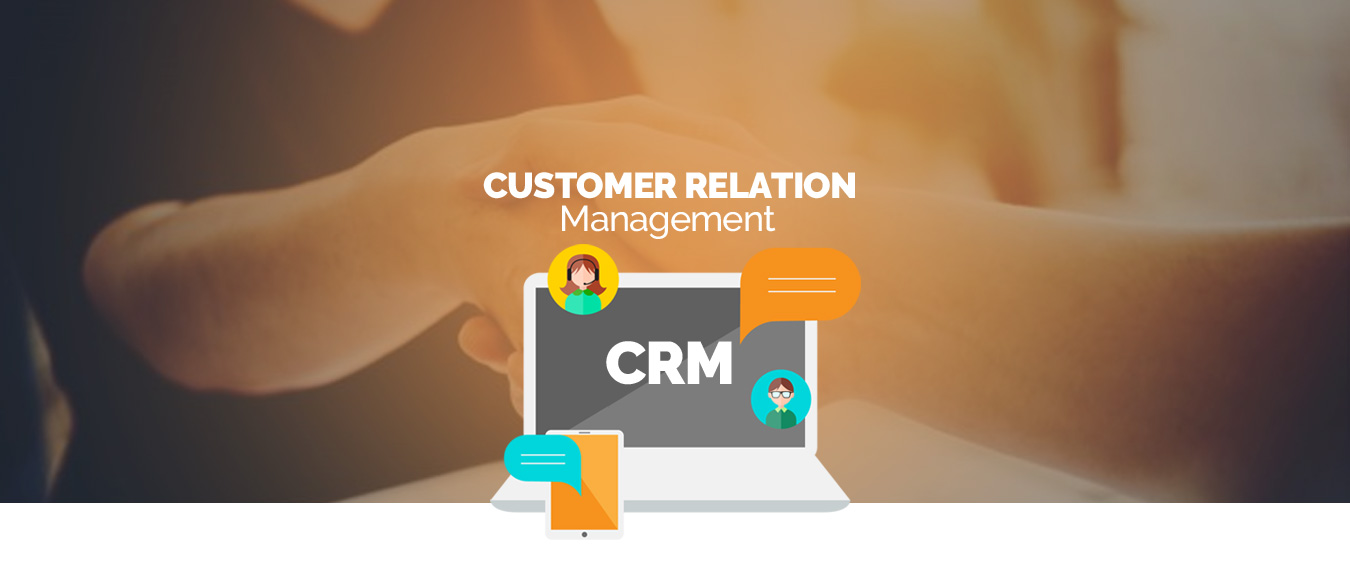 CUSTOMER RELATION
Management
CRM